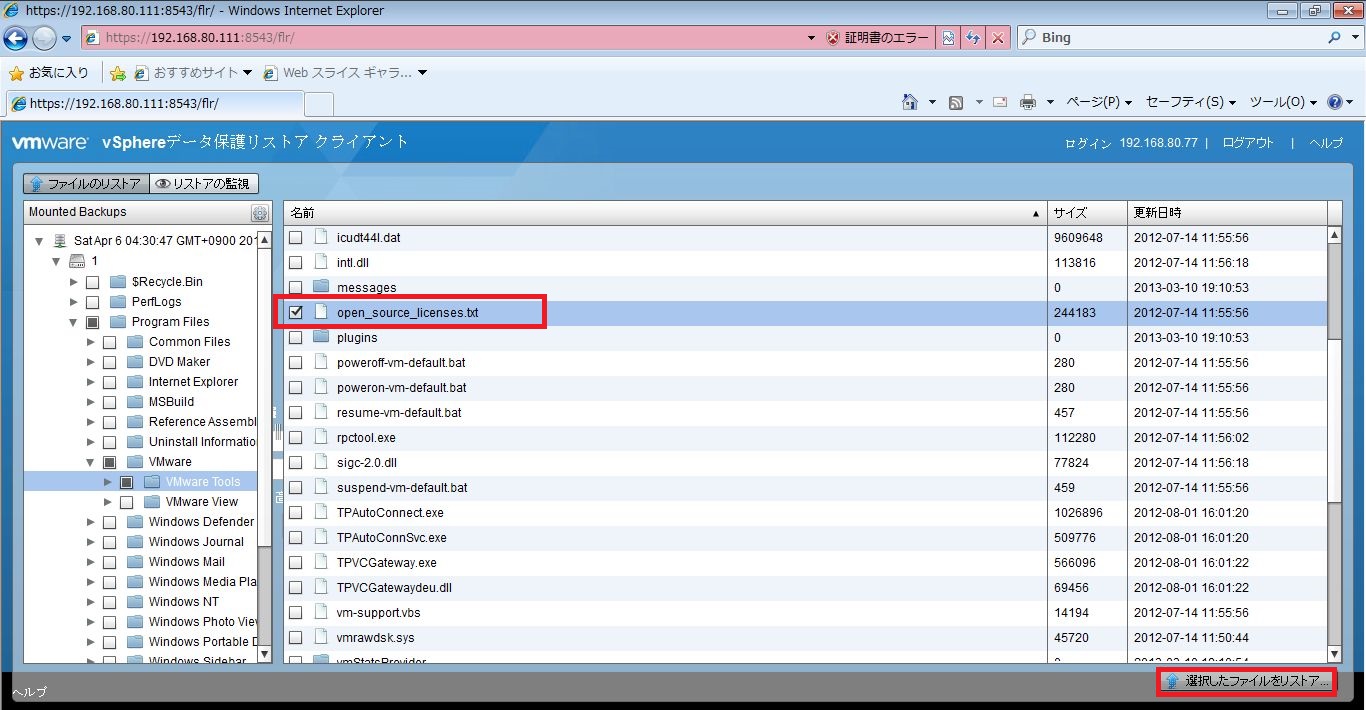 https://192.168.80.111:8543/flr/ - Windows Internet Explorer
https://192.168.80.111:8543/flr/ 証明書のエラー Bing
お気に入り おすすめサイト Web スライス ギャラ...
https://192.168.80.111:8543/flr/ ページ(P) セーフティ(S) ツール(O)
vmware vSphereデータ保護リストア クライアント ログイン 192.168.80.77 | ログアウト | ヘルプ
ファイルのリストア リストアの監視
Mounted Backups
Sat Apr 6 04:30:47 GMT+0900
1
$Recycle.Bin
PerfLogs
Program Files
Common Files
DVD Maker
Internet Explorer
MSBuild
Reference Assembl
Uninstall Informatio
VMware
VMware Tools
VMware View
Windows Defender
Windows Journal
Windows Mail
Windows Media Pla
Windows NT
Windows Photo View
Windows Portable D
Windows Sidebar
名前 サイズ 更新日時
icudt44l.dat 9609648 2012-07-14 11:55:56
intl.dll 113816 2012-07-14 11:56:18
messages 0 2013-03-10 19:10:53
open_source_licenses.txt 244183 2012-07-14 11:55:56
plugins 0 2013-03-10 19:10:53
poweroff-vm-default.bat 280 2012-07-14 11:55:56
poweron-vm-default.bat 280 2012-07-14 11:55:56
resume-vm-default.bat 457 2012-07-14 11:55:56
rpctool.exe 112280 2012-07-14 11:56:02
sigc-2.0.dll 77824 2012-07-14 11:56:18
suspend-vm-default.bat 459 2012-07-14 11:55:56
TPAutoConnect.exe 1026896 2012-08-01 16:01:20
TPAutoConnSvc.exe 509776 2012-08-01 16:01:20
TPVCGateway.exe 566096 2012-08-01 16:01:22
TPVCGatewaydeu.dll 69456 2012-08-01 16:01:22
vm-support.vbs 14194 2012-07-14 11:55:56
vmrawdsk.sys 45720 2012-07-14 11:50:44
vmStatsProvider
選択したファイルをリストア...
ヘルプ